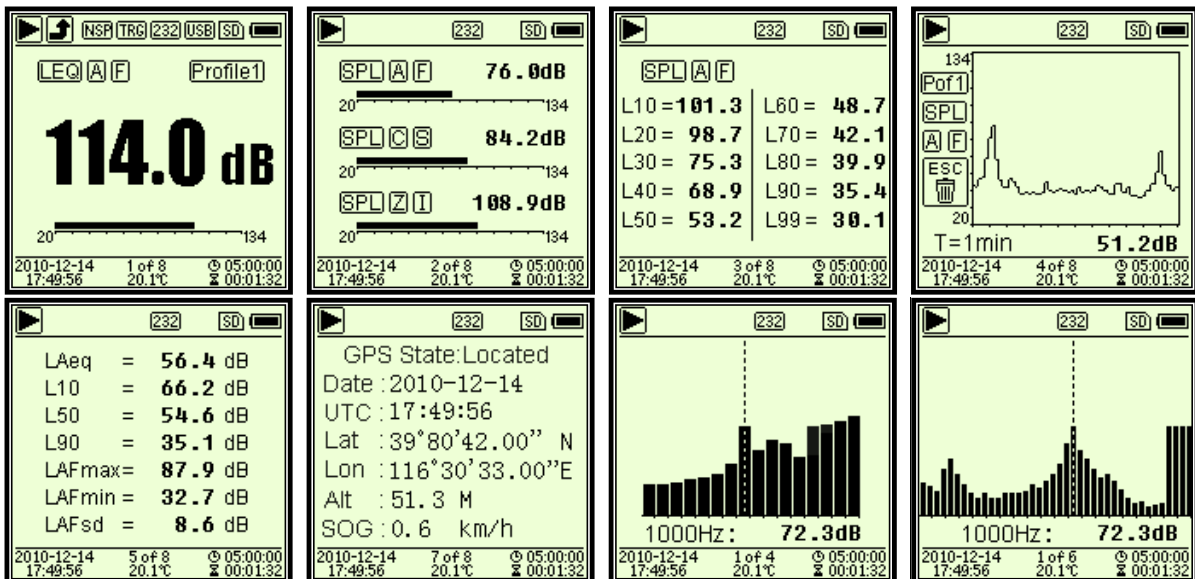 NSP TRG 232 USB SD
LEQ A F Profile1
114.0 dB
20 134
2010-12-14 1 of 8 05:00:00
17:49:56 20.1℃ 00:01:32
232 SD
SPL A F 76.0dB
20 134
SPL C S 84.2dB
20 134
SPL Z I 108.9dB
20 134
2010-12-14 2 of 8 05:00:00
17:49:56 20.1℃ 00:01:32
232 SD
SPL A F
L10 =101.3 L60 = 48.7
L20 = 98.7 L70 = 42.1
L30 = 75.3 L80 = 39.9
L40 = 68.9 L90 = 35.4
L50 = 53.2 L99 = 30.1
2010-12-14 3 of 8 05:00:00
17:49:56 20.1℃ 00:01:32
232 SD
134
Pof1
SPL
A F
ESC
20
T=1min 51.2dB
2010-12-14 4 of 8 05:00:00
17:49:56 20.1℃ 00:01:32
232 SD
LAeq = 56.4 dB
L10 = 66.2 dB
L50 = 54.6 dB
L90 = 35.1 dB
LAFmax= 87.9 dB
LAFmin = 32.7 dB
LAFsd = 8.6 dB
2010-12-14 5 of 8 05:00:00
17:49:56 20.1℃ 00:01:32
232 SD
GPS State:Located
Date :2010-12-14
UTC :17:49:56
Lat :39°80'42.00" N
Lon :116°30'33.00"E
Alt :51.3 M
SOG :0.6 km/h
2010-12-14 7 of 8 05:00:00
17:49:56 20.1℃ 00:01:32
232 SD
1000Hz: 72.3dB
2010-12-14 1 of 4 05:00:00
17:49:56 20.1℃ 00:01:32
232 SD
1000Hz: 72.3dB
2010-12-14 1 of 6 05:00:00
17:49:56 20.1℃ 00:01:32